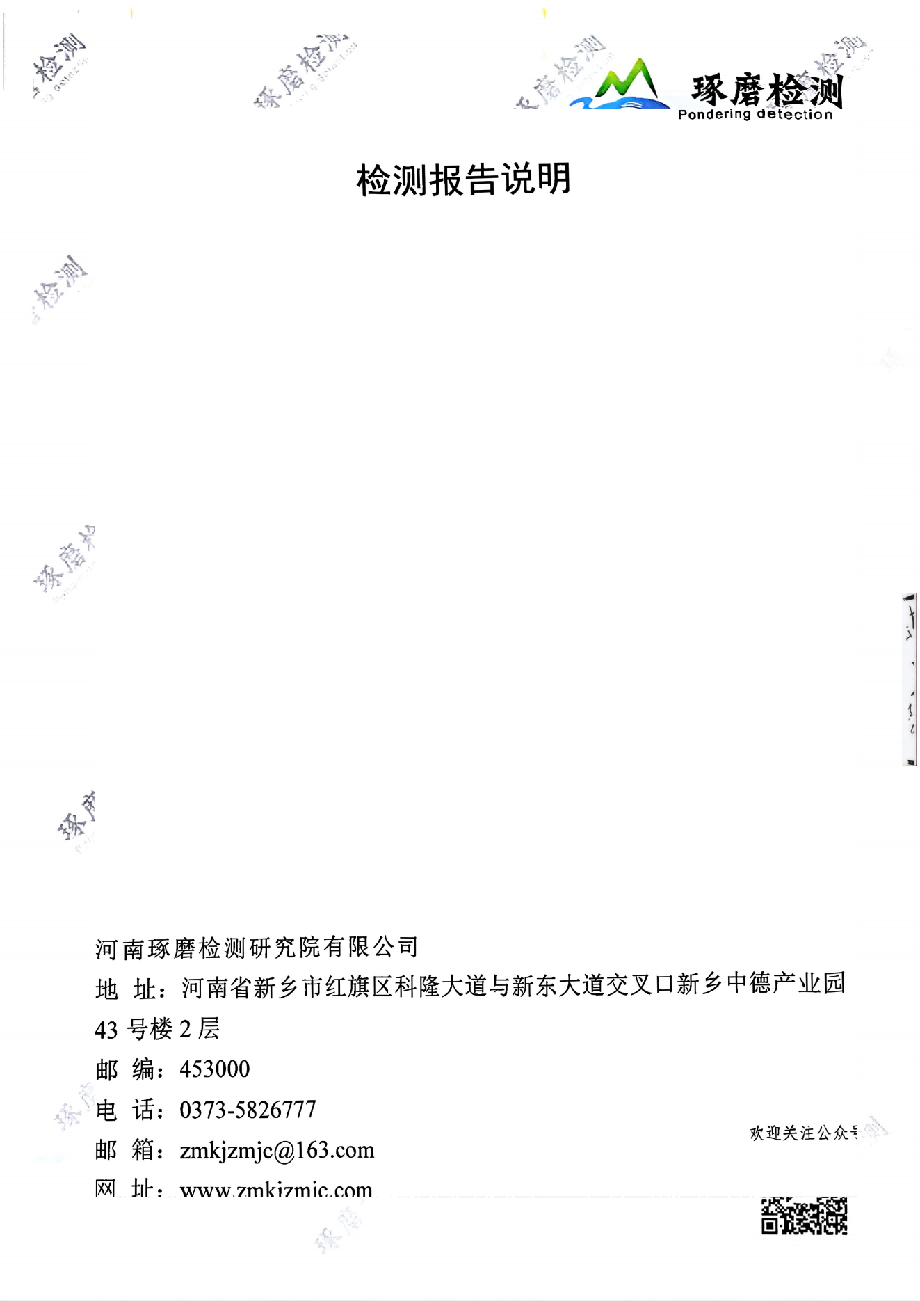 琢磨检测
Pondering detection
检测报告说明
河南琢磨检测研究院有限公司
地 址：河南省新乡市红旗区科隆大道与新东大道交叉口新乡中德产业园
43 号楼 2 层
邮 编：453000
电 话：0373-5826777
邮 箱：zmkjzmjc@163.com
网 址：www.zmkjzmjc.com
欢迎关注公众号